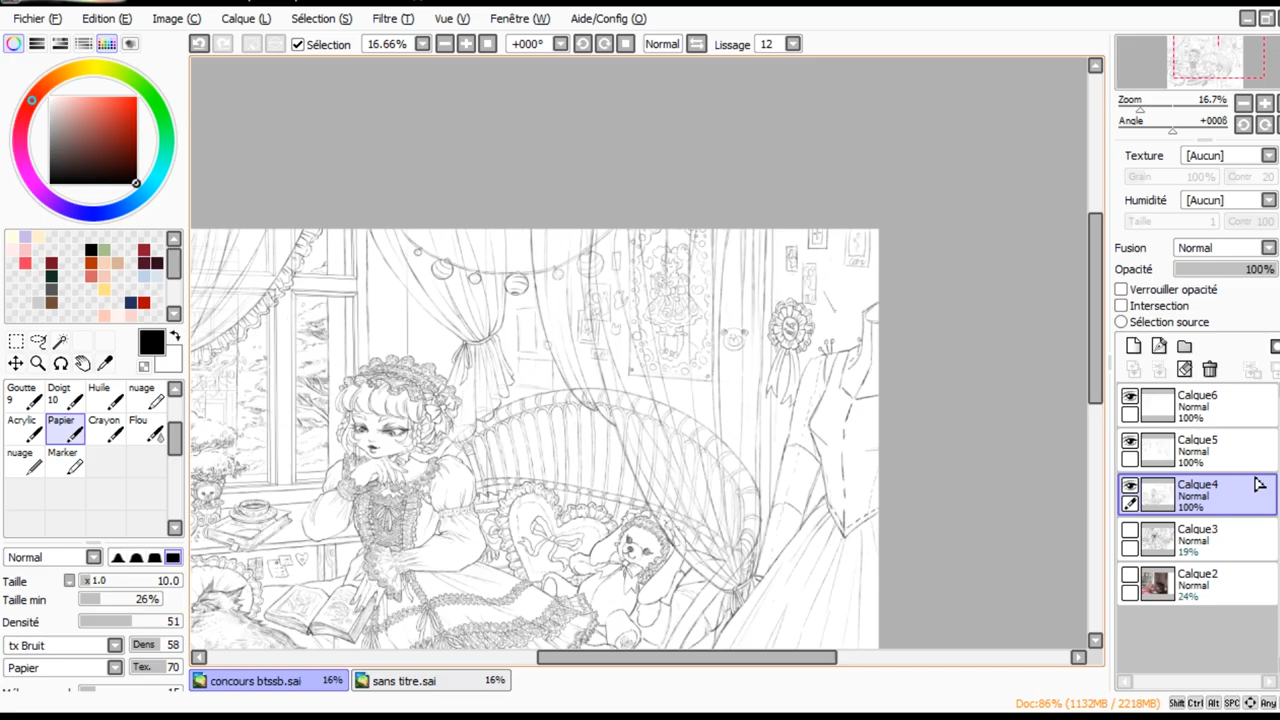 Fichier (F) Edition (E) Image (C) Calque (L) Sélection (S) Filtre (T) Vue (V) Fenêtre (W) Aide/Config (O)
Sélection 16.66% +000° Normal Lissage 12
Zoom 16.7%
Angle +000δ
Texture [Aucun]
Grain 100% Contr 20
Humidité [Aucun]
Taille 1 Contr 100
Fusion Normal
Opacité 100%
Verrouiller opacité
Intersection
Sélection source
Calque6
Normal
100%
Calque5
Normal
100%
Calque4
Normal
100%
Calque3
Normal
19%
Calque2
Normal
24%
Goutte Doigt Huile nuage
9 10
Acrylic Papier Crayon Flou
nuage Marker
Normal
Taille x 1.0 10.0
Taille min 26%
Densité 51
tx Bruit Dens 58
Papier Tex. 70
concours btssb.sai 16% sans titre.sai 16%
Doc:86% (1132MB / 2218MB) Shift Ctrl Alt SPC Any